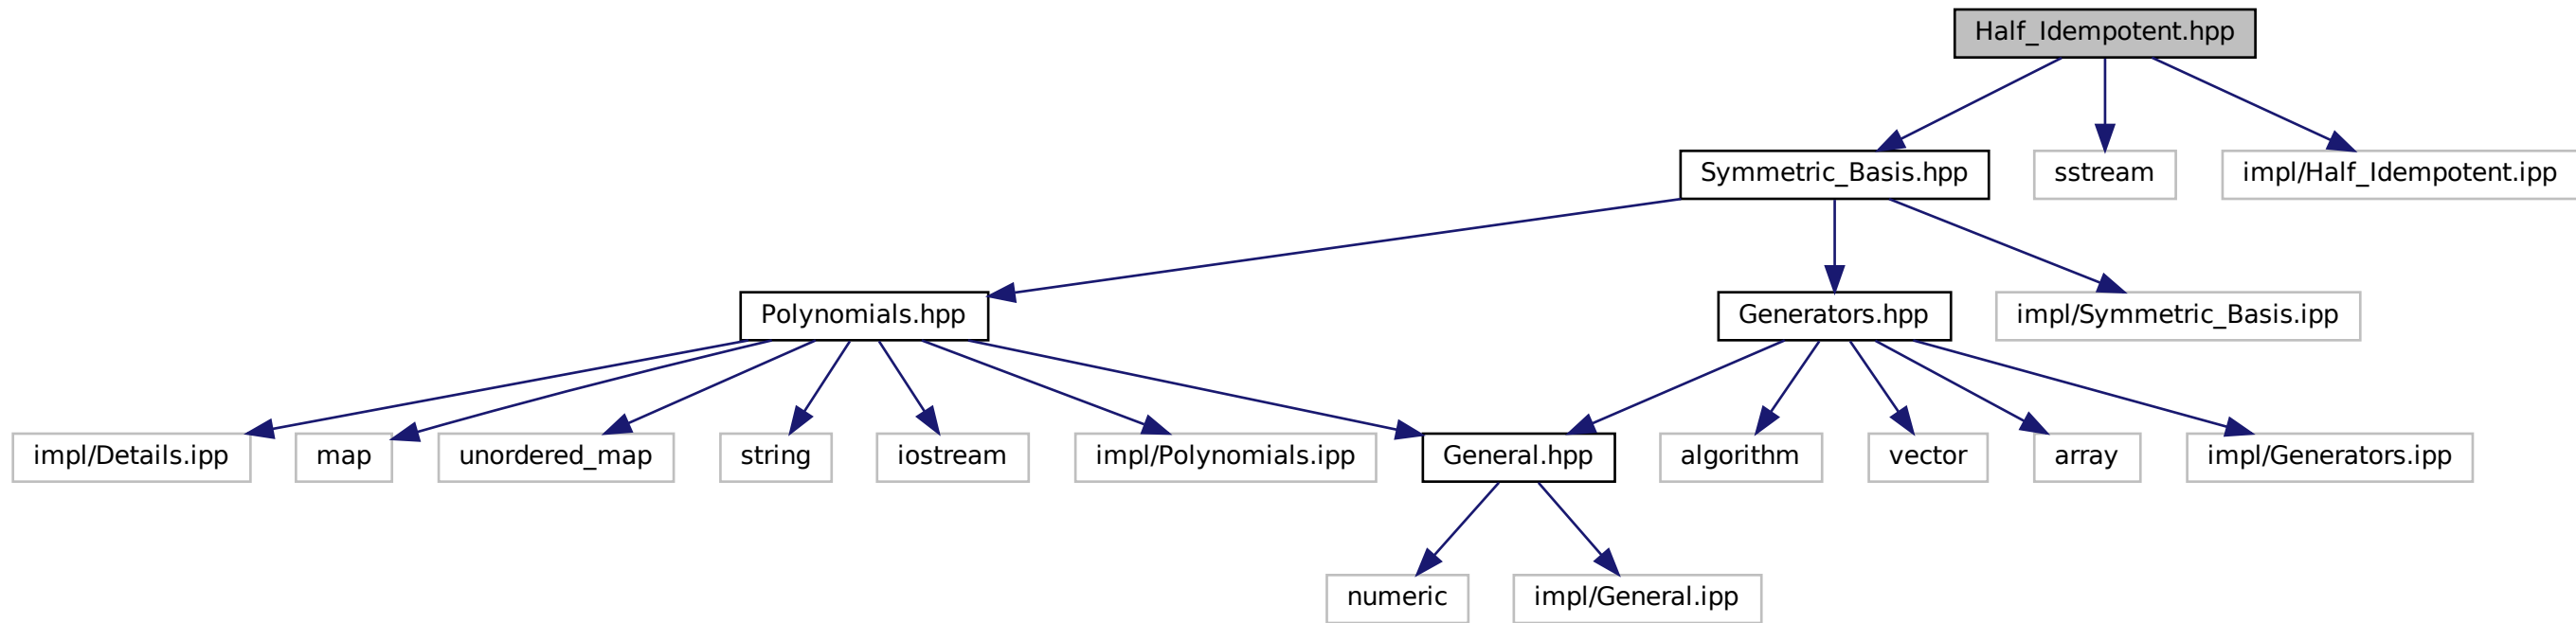 Half_Idempotent.hpp
Symmetric_Basis.hpp
sstream
impl/Half_Idempotent.ipp
Polynomials.hpp
Generators.hpp
impl/Symmetric_Basis.ipp
impl/Details.ipp
map
unordered_map
string
iostream
impl/Polynomials.ipp
General.hpp
algorithm
vector
array
impl/Generators.ipp
numeric
impl/General.ipp